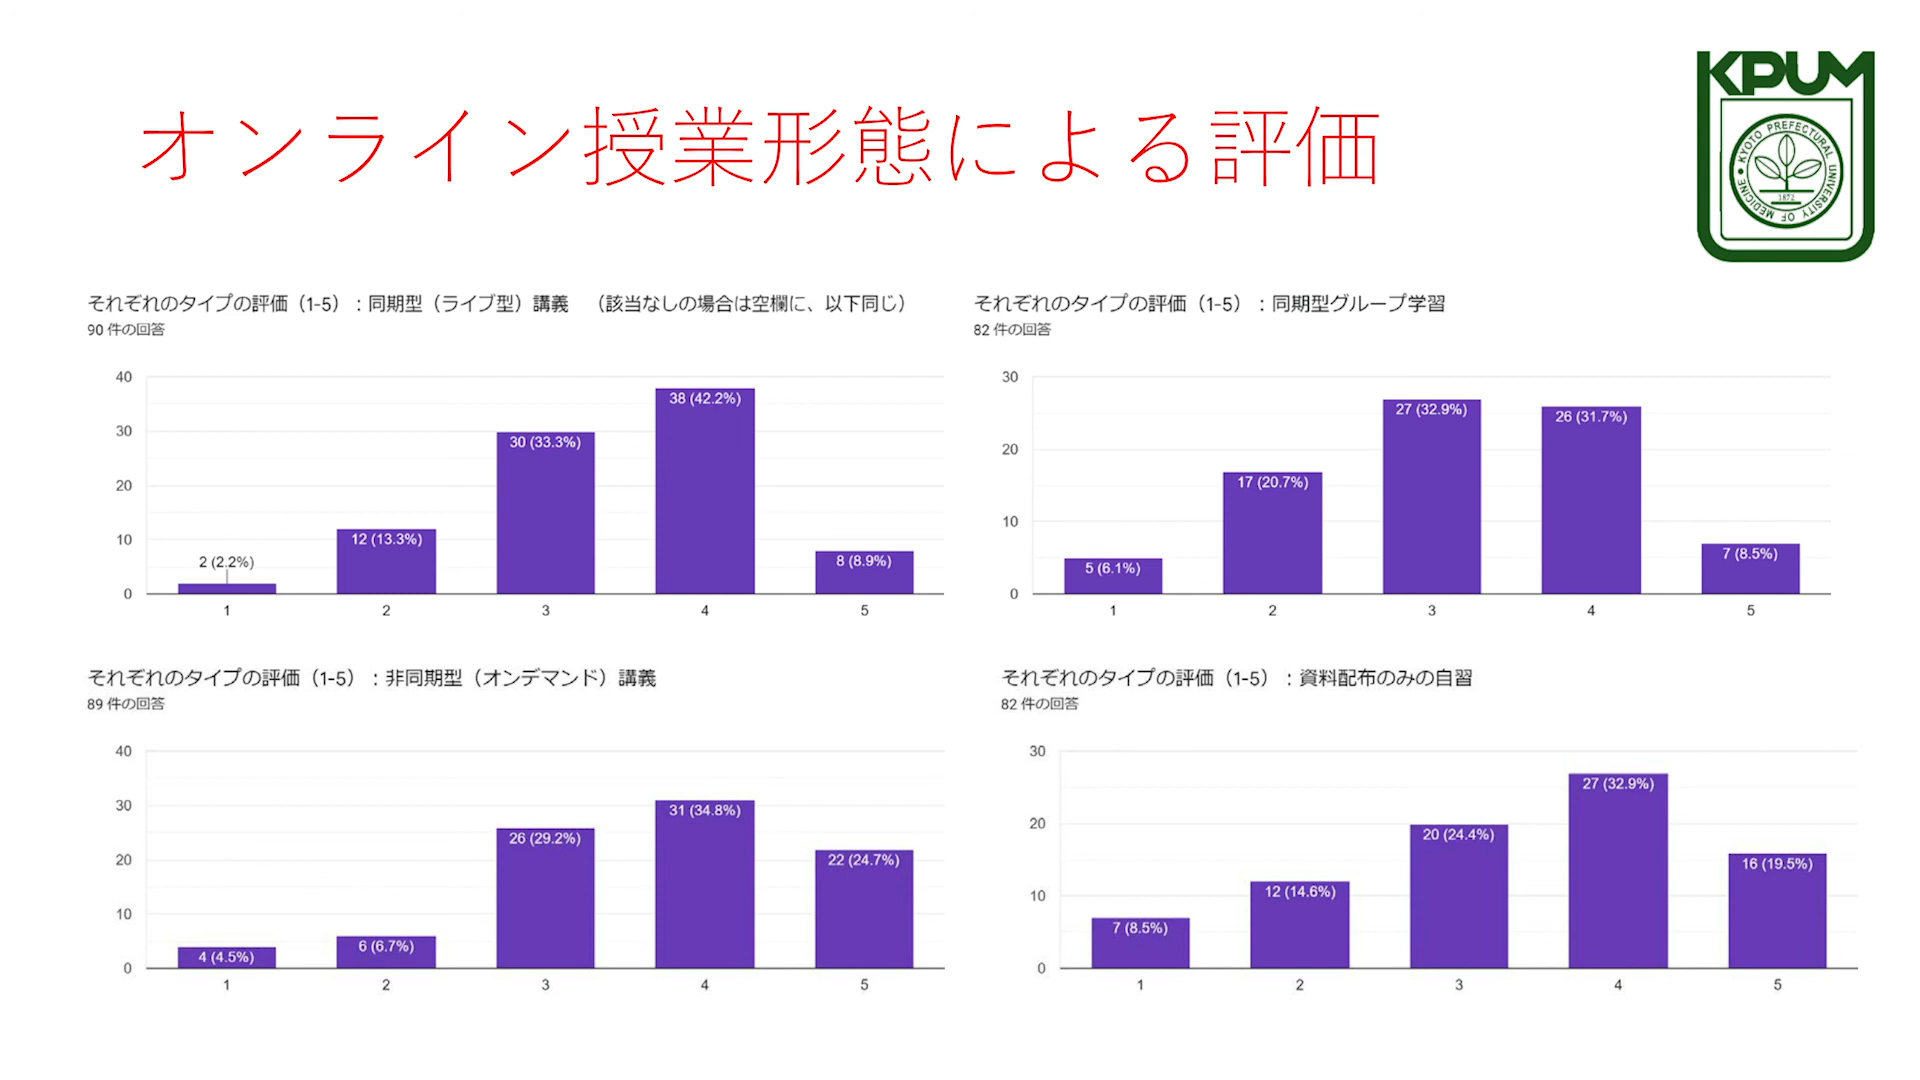 オンライン授業形態による評価
KPUM
KYOTO PREFECTURAL UNIVERSITY OF MEDICINE
1872
それぞれのタイプの評価（1-5）：同期型（ライブ型）講義　（該当なしの場合は空欄に、以下同じ）
90 件の回答
40
30
20
10
0
2 (2.2%)
12 (13.3%)
30 (33.3%)
38 (42.2%)
8 (8.9%)
1 2 3 4 5
それぞれのタイプの評価（1-5）：同期型グループ学習
82 件の回答
30
20
10
0
5 (6.1%)
17 (20.7%)
27 (32.9%)
26 (31.7%)
7 (8.5%)
1 2 3 4 5
それぞれのタイプの評価（1-5）：非同期型（オンデマンド）講義
89 件の回答
40
30
20
10
0
4 (4.5%)
6 (6.7%)
26 (29.2%)
31 (34.8%)
22 (24.7%)
1 2 3 4 5
それぞれのタイプの評価（1-5）：資料配布のみの自習
82 件の回答
30
20
10
0
7 (8.5%)
12 (14.6%)
20 (24.4%)
27 (32.9%)
16 (19.5%)
1 2 3 4 5